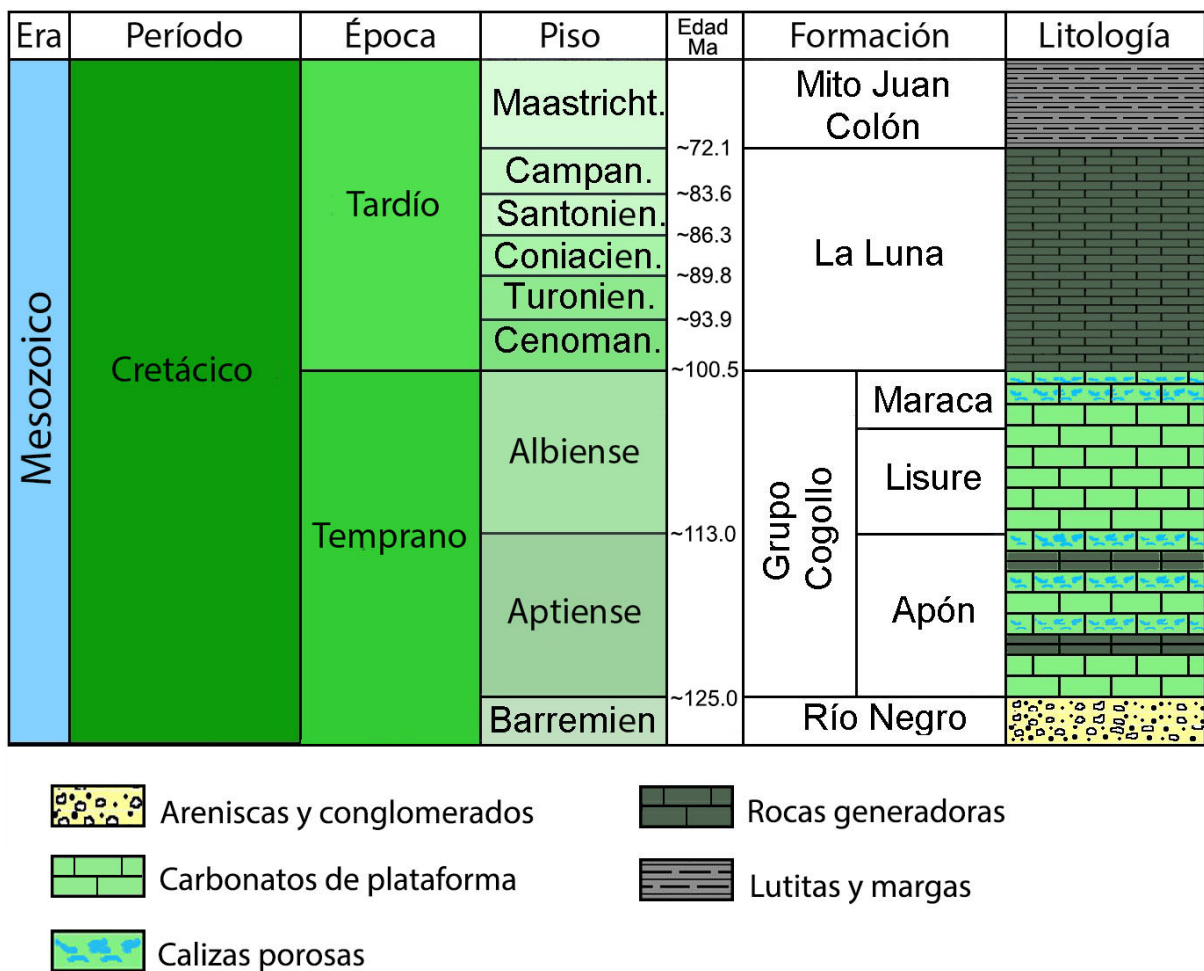 Era Período Época Piso Edad Ma Formación Litología
Mesozoico
Cretácico
Tardío
Temprano
Maastricht.
Campan.
Santonien.
Coniacien.
Turonien.
Cenoman.
Albiense
Aptiense
Barremien
~72.1
~83.6
~86.3
~89.8
~93.9
~100.5
~113.0
~125.0
Mito Juan
Colón
La Luna
Grupo
Cogollo
Maraca
Lisure
Apón
Río Negro
Areniscas y conglomerados
Carbonatos de plataforma
Calizas porosas
Rocas generadoras
Lutitas y margas